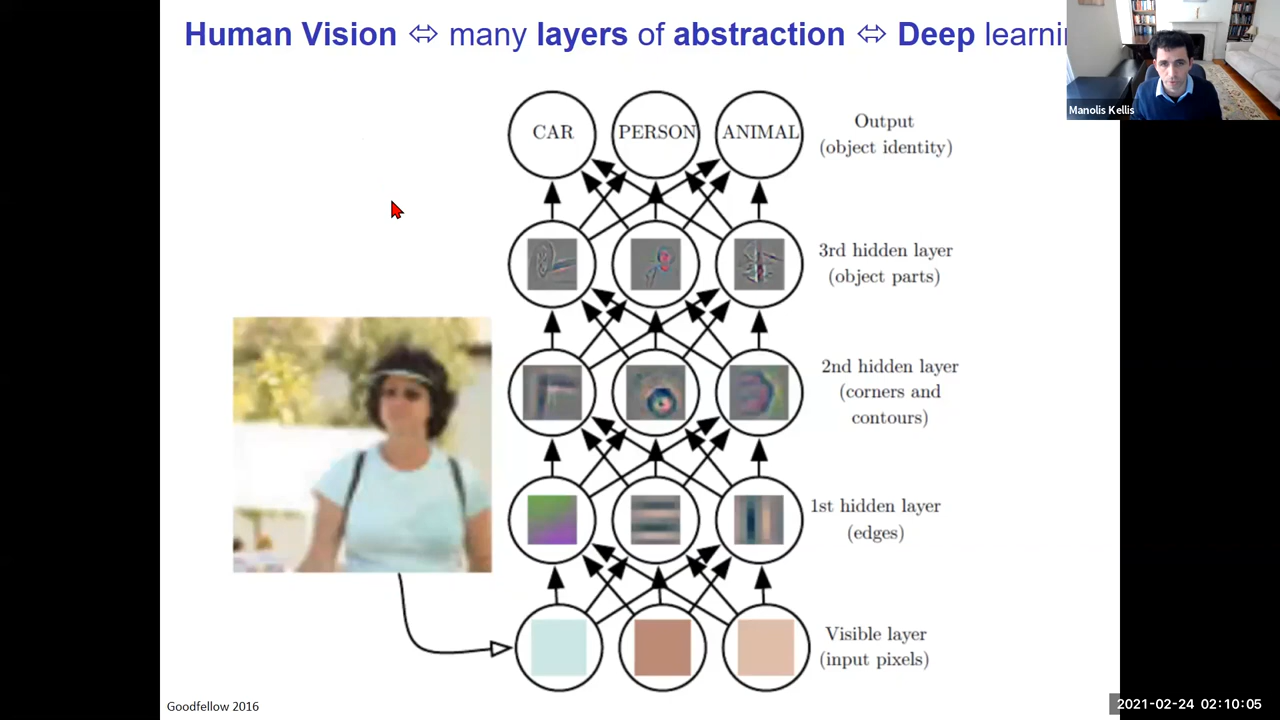 Human Vision ⇔ many layers of abstraction ⇔ Deep
Manolis Kellis
CAR PERSON ANIMAL
Output
(object identity)
3rd hidden layer
(object parts)
2nd hidden layer
(corners and
contours)
1st hidden layer
(edges)
Visible layer
(input pixels)
Goodfellow 2016
2021-02-24 02:10:05